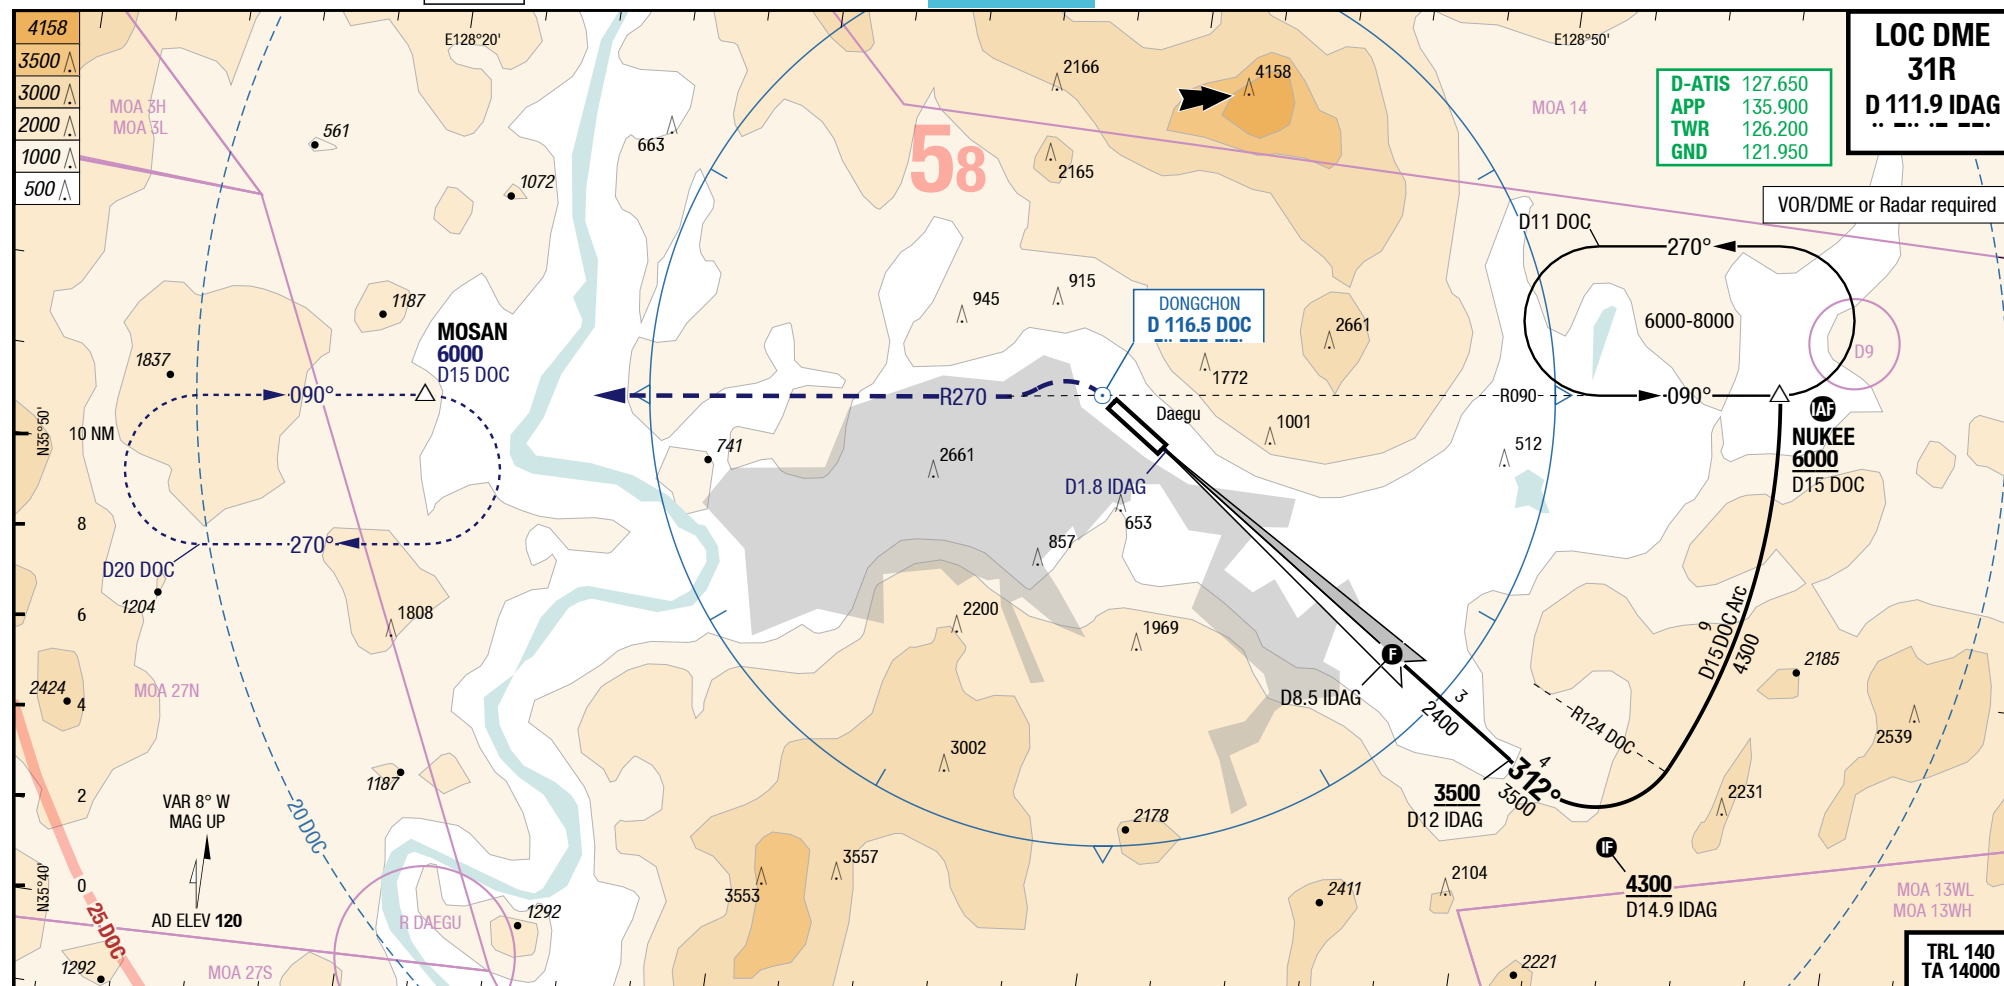 4158
3500
3000
2000
1000
500
E128°20'
E128°50'
LOC DME
31R
D 111.9 IDAG
D-ATIS 127.650
APP 135.900
TWR 126.200
GND 121.950
VOR/DME or Radar required
MOA 3H
MOA 3L
MOA 14
561
663
1072
2166
4158
58
2165
D11 DOC
270°
1187
945
915
DONGCHON
D 116.5 DOC
2661
6000-8000
D9
MOSAN
6000
D15 DOC
1837
1772
090°
R270
R090
090°
IAF
NUKEE
6000
D15 DOC
Daegu
1001
512
N35°50'
10 NM
741
2661
D1.8 IDAG
653
8
270°
D20 DOC
857
1204
6
1808
2200
1969
F
D8.5 IDAG
3
2400
9
D15 DOC Arc
4300
2185
R124 DOC
2424
MOA 27N
4
2539
3002
4
312°
3500
3500
D12 IDAG
2231
1187
2
VAR 8° W
MAG UP
20 DOC
2178
IF
4300
D14.9 IDAG
N35°40'
0
3553
3557
2104
2411
MOA 13WL
MOA 13WH
AD ELEV 120
25 DOC
R DAEGU
1292
1292
MOA 27S
2221
TRL 140
TA 14000